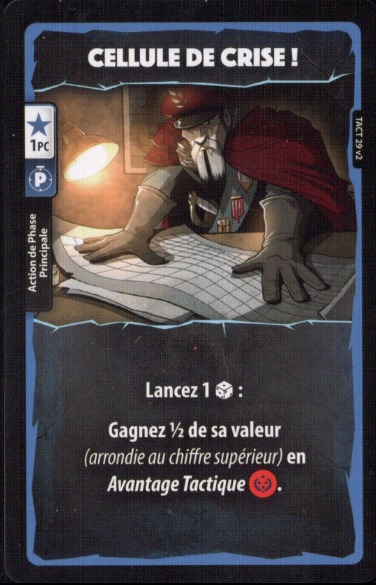 CELLULE DE CRISE !
1PC
P
Action de Phase
Principale
TACT 29 v2
Lancez 1 :
Gagnez ½ de sa valeur
(arrondie au chiffre supérieur) en
Avantage Tactique .